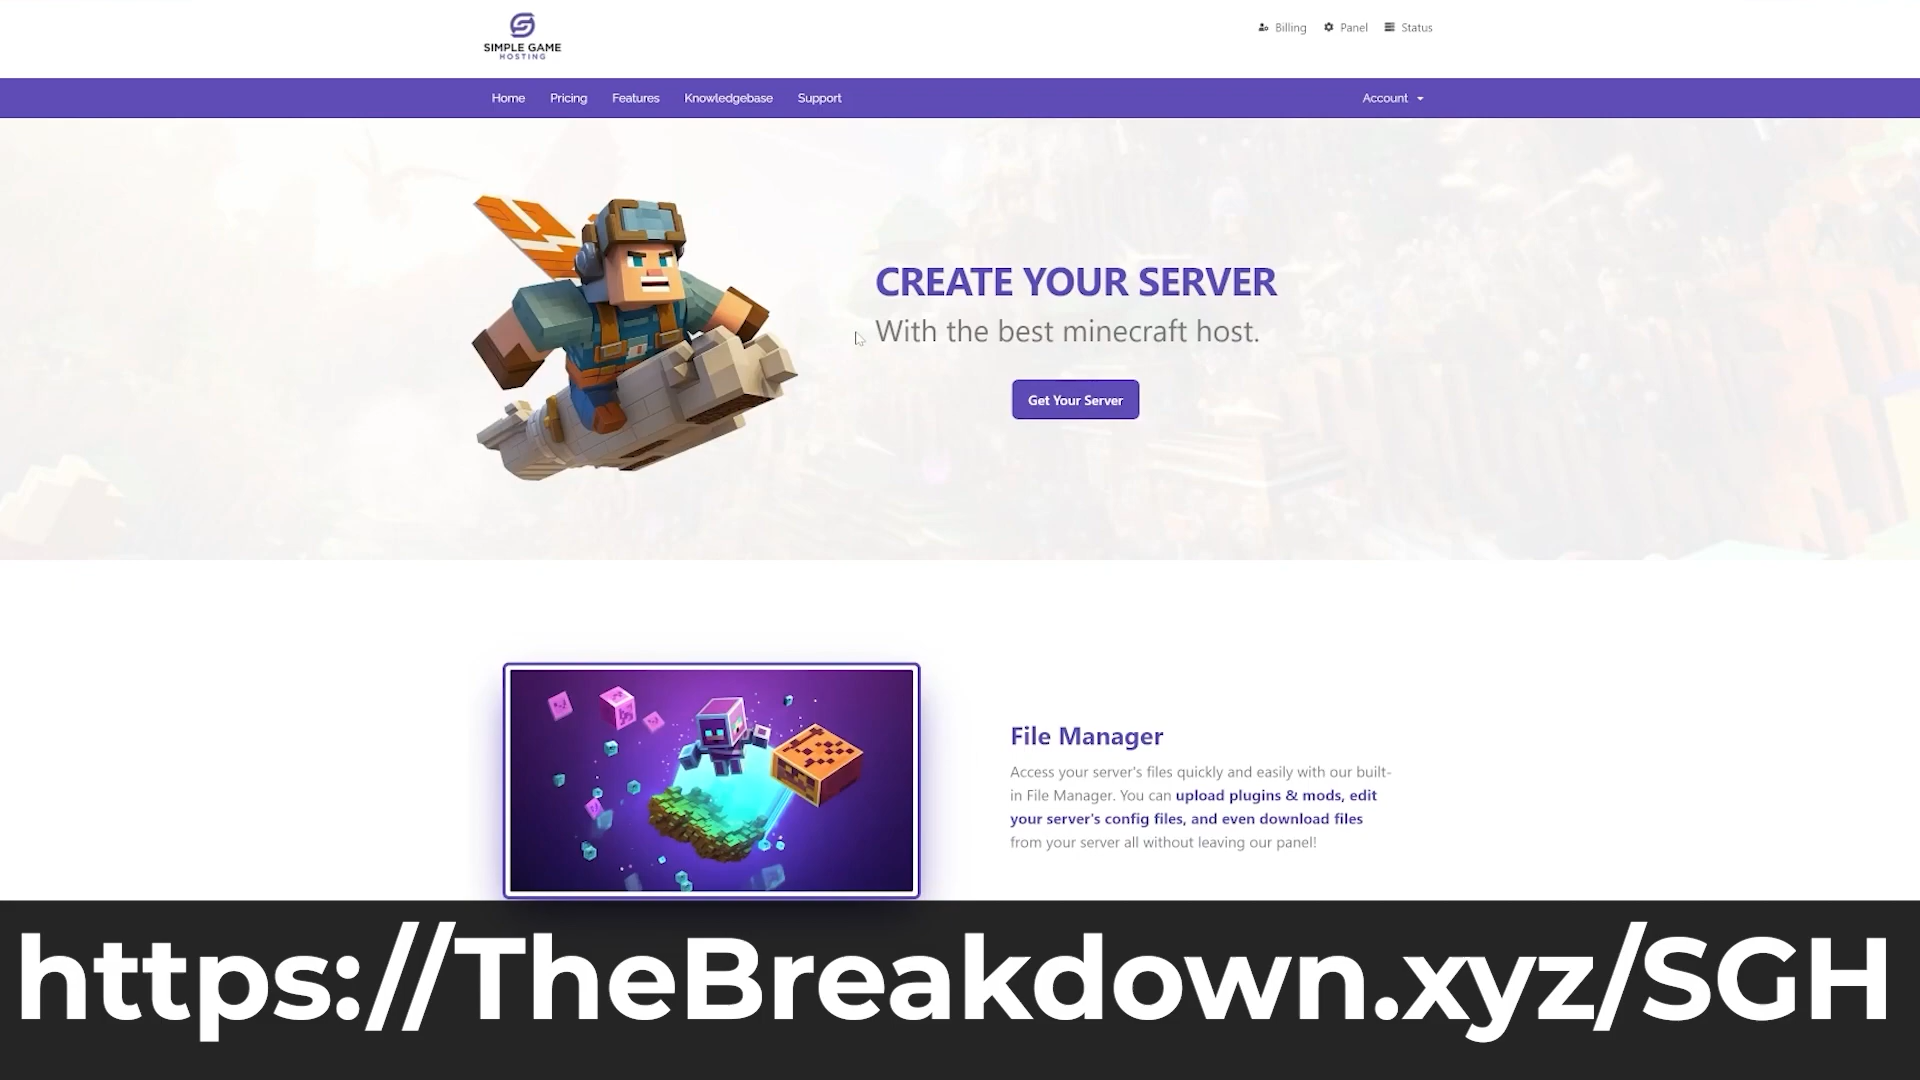 SIMPLE GAME
HOSTING
Billing
Panel
Status
Home
Pricing
Features
Knowledgebase
Support
Account
CREATE YOUR SERVER
With the best minecraft host.
Get Your Server
File Manager
Access your server's files quickly and easily with our built-
in File Manager. You can upload plugins & mods, edit
your server's config files, and even download files
from your server all without leaving our panel!
https://TheBreakdown.xyz/SGH